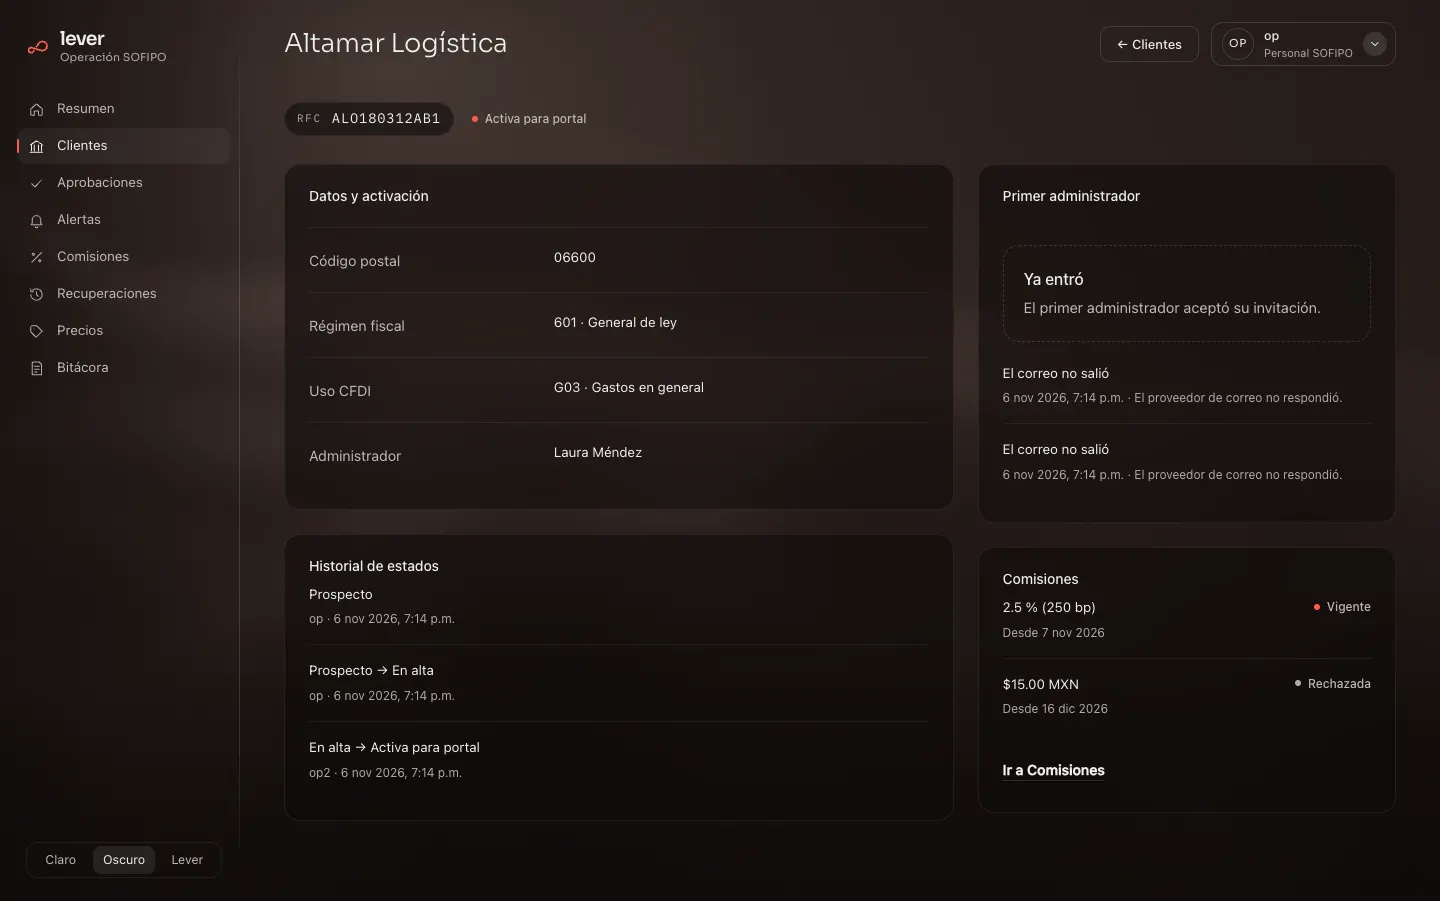 lever
Operación SOFIPO
Resumen
Clientes
Aprobaciones
Alertas
Comisiones
Recuperaciones
Precios
Bitácora
Claro
Oscuro
Lever
Altamar Logística
← Clientes
OP
op
Personal SOFIPO
RFC ALO180312AB1
Activa para portal
Datos y activación
Código postal
06600
Régimen fiscal
601 · General de ley
Uso CFDI
G03 · Gastos en general
Administrador
Laura Méndez
Historial de estados
Prospecto
op · 6 nov 2026, 7:14 p.m.
Prospecto → En alta
op · 6 nov 2026, 7:14 p.m.
En alta → Activa para portal
op2 · 6 nov 2026, 7:14 p.m.
Primer administrador
Ya entró
El primer administrador aceptó su invitación.
El correo no salió
6 nov 2026, 7:14 p.m. · El proveedor de correo no respondió.
El correo no salió
6 nov 2026, 7:14 p.m. · El proveedor de correo no respondió.
Comisiones
2.5 % (250 bp)
Vigente
Desde 7 nov 2026
$15.00 MXN
Rechazada
Desde 16 dic 2026
Ir a Comisiones